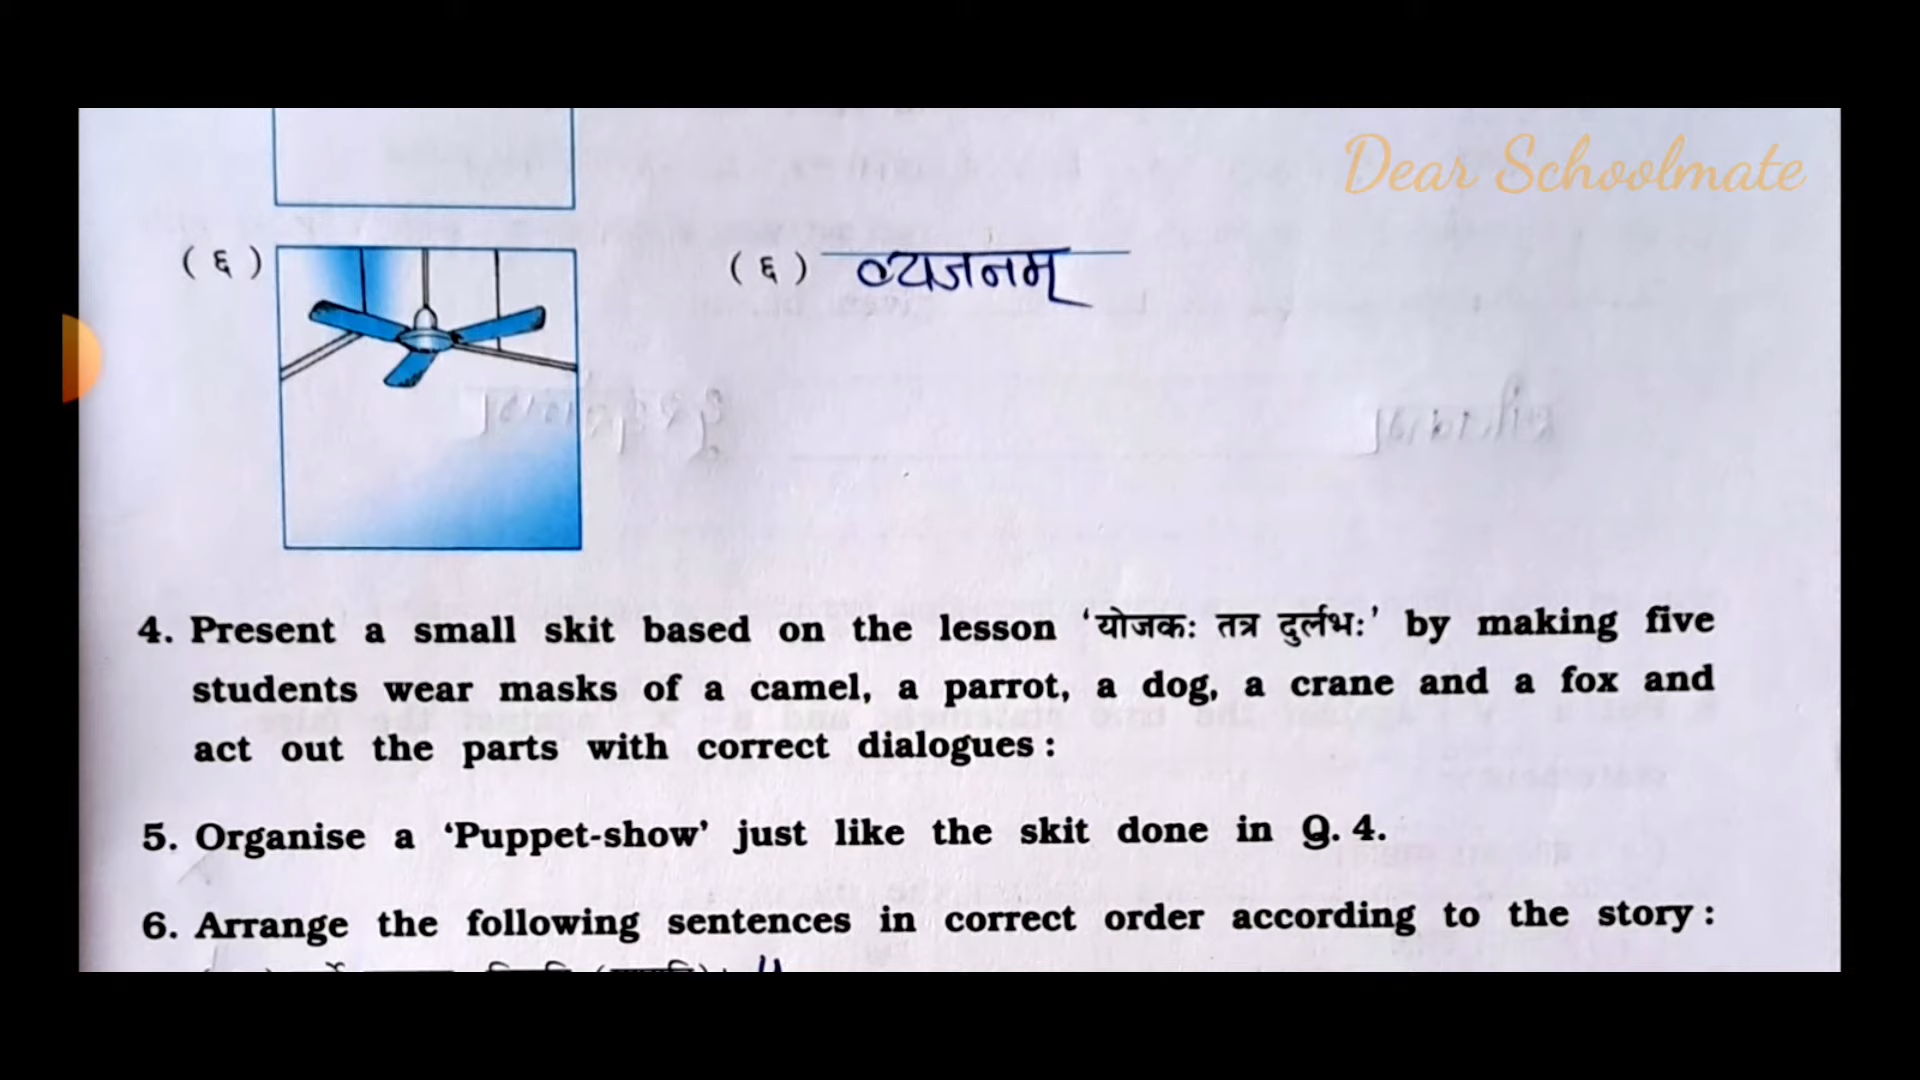 Dear Schoolmate
( ६ ) ( ६ ) व्यजनम्
4. Present a small skit based on the lesson ‘योजकः तत्र दुर्लभः’ by making five
students wear masks of a camel, a parrot, a dog, a crane and a fox and
act out the parts with correct dialogues :
5. Organise a ‘Puppet-show’ just like the skit done in Q. 4.
6. Arrange the following sentences in correct order according to the story :